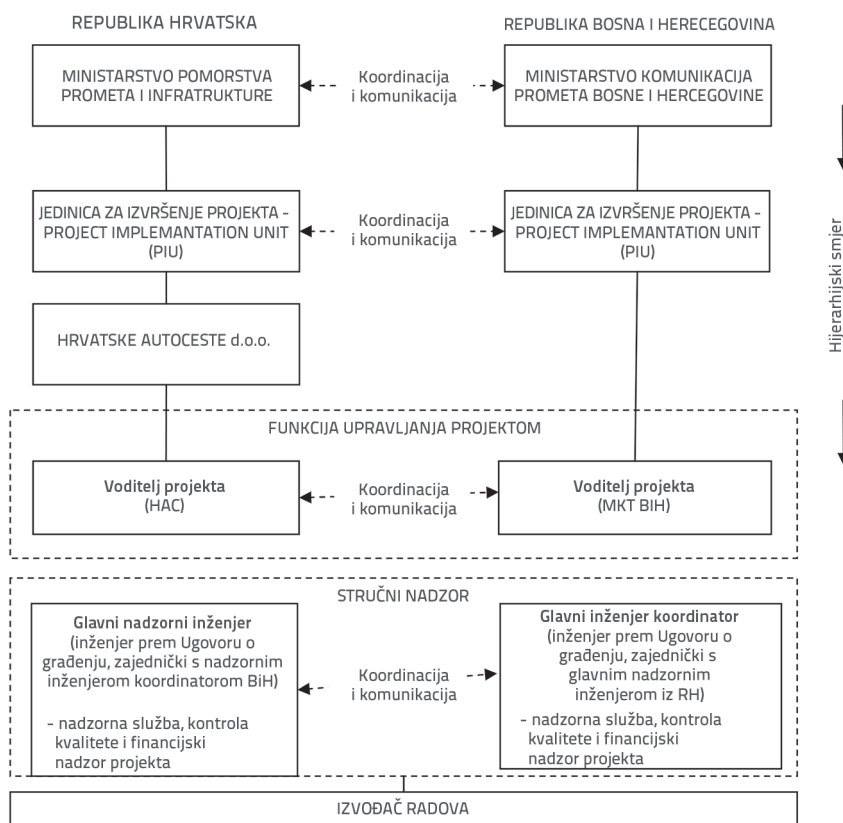 REPUBLIKA HRVATSKA
REPUBLIKA BOSNA I HERECEGOVINA
MINISTARSTVO POMORSTVA
PROMETA I INFRATRUKTURE
Koordinacija
i komunikacija
MINISTARSTVO KOMUNIKACIJA
PROMETA BOSNE I HERCEGOVINE
JEDINICA ZA IZVRŠENJE PROJEKTA -
PROJECT IMPLEMANTATION UNIT
(PIU)
Koordinacija
i komunikacija
JEDINICA ZA IZVRŠENJE PROJEKTA -
PROJECT IMPLEMANTATION UNIT
(PIU)
Hijerarhijski smjer
HRVATSKE AUTOCESTE d.o.o.
FUNKCIJA UPRAVLJANJA PROJEKTOM
Voditelj projekta
(HAC)
Koordinacija
i komunikacija
Voditelj projekta
(MKT BIH)
STRUČNI NADZOR
Glavni nadzorni inženjer
(inženjer prem Ugovoru o
građenju, zajednički s nadzornim
inženjerom koordinatorom BiH)
- nadzorna služba, kontrola
kvalitete i financijski
nadzor projekta
Koordinacija
i komunikacija
Glavni inženjer koordinator
(inženjer prem Ugovoru o
građenju, zajednički s
glavnim nadzornim
inženjerom iz RH)
- nadzorna služba, kontrola
kvalitete i financijski
nadzor projekta
IZVOĐAČ RADOVA